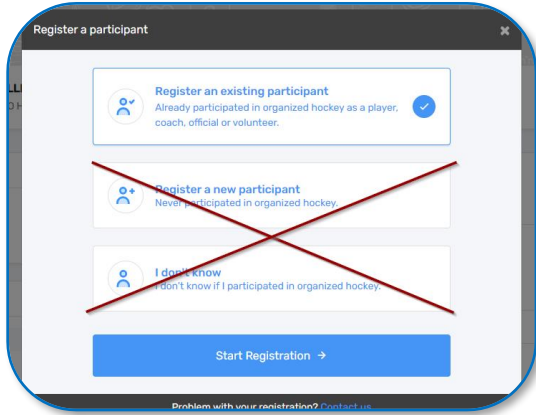 Register a participant
Register an existing participant
Already participated in organized hockey as a player,
coach, official or volunteer.
Register a new participant
Never participated in organized hockey.
I don't know
I don't know if I participated in organized hockey.
Start Registration →
Problem with your registration? Contact us